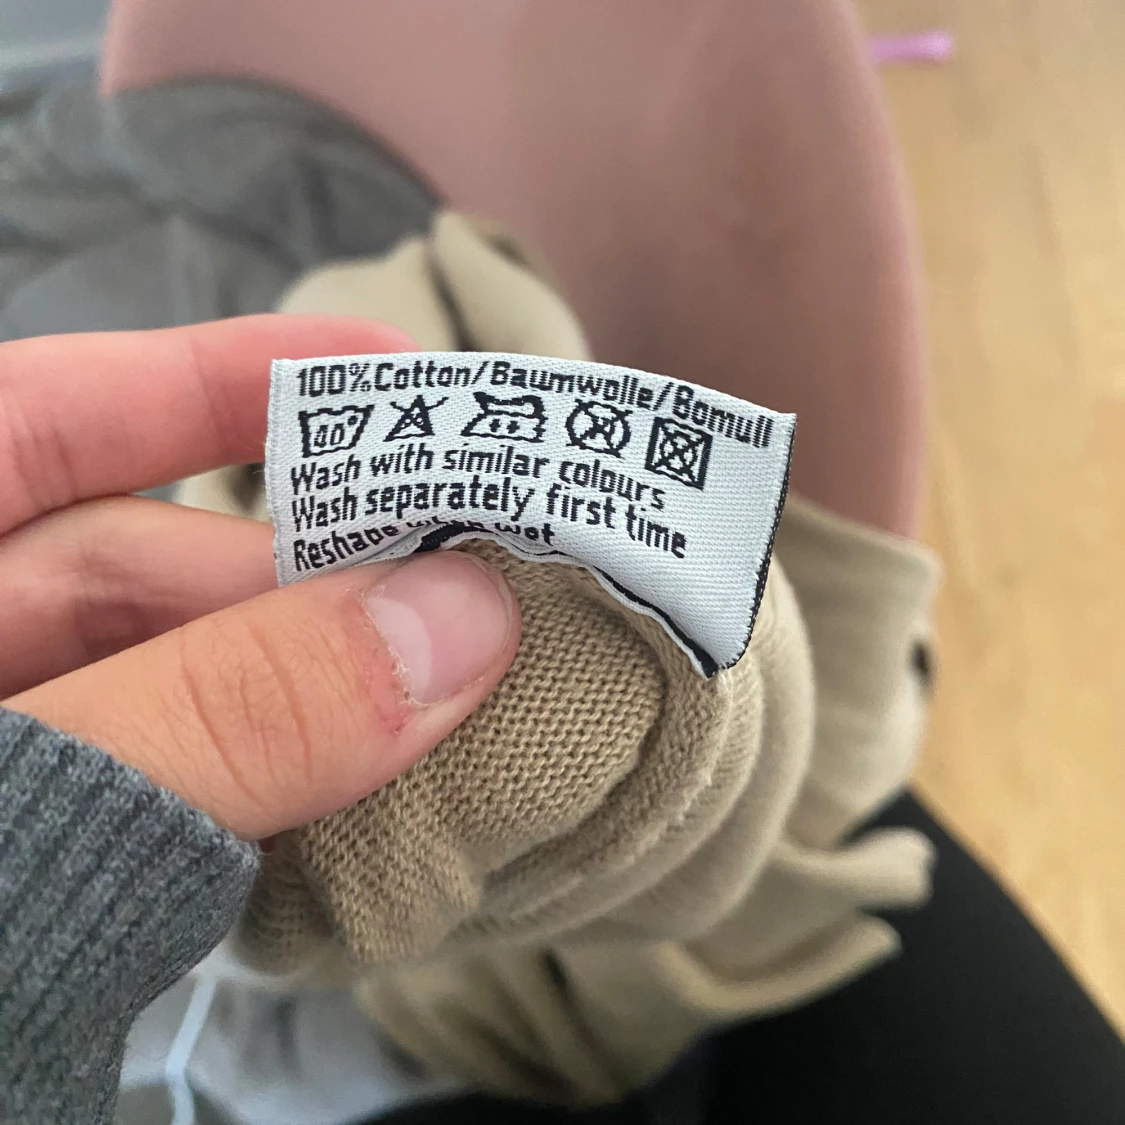 100%Cotton/Baumwolle/Bomull
40°
Wash with similar colours
Wash separately first time
Reshape wet